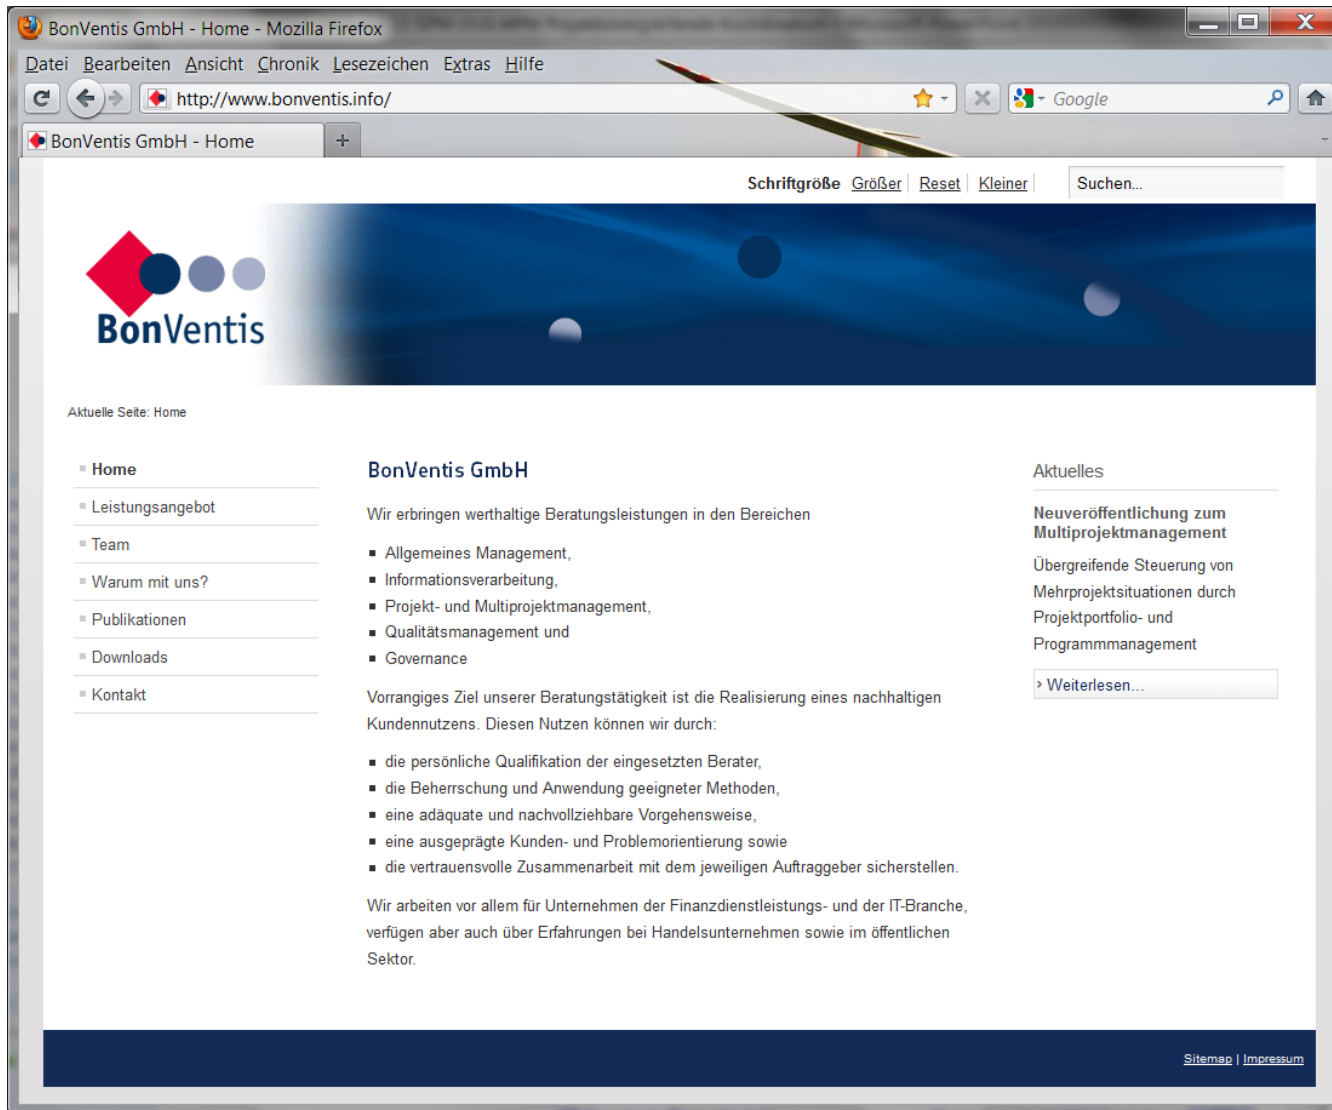 BonVentis GmbH - Home - Mozilla Firefox
Datei Bearbeiten Ansicht Chronik Lesezeichen Extras Hilfe
http://www.bonventis.info/
Google
BonVentis GmbH - Home
Schriftgröße Größer Reset Kleiner
Suchen...
BonVentis
Aktuelle Seite: Home
Home
Leistungsangebot
Team
Warum mit uns?
Publikationen
Downloads
Kontakt
BonVentis GmbH
Wir erbringen werthaltige Beratungsleistungen in den Bereichen
Allgemeines Management,
Informationsverarbeitung,
Projekt- und Multiprojektmanagement,
Qualitätsmanagement und
Governance
Vorrangiges Ziel unserer Beratungstätigkeit ist die Realisierung eines nachhaltigen
Kundennutzens. Diesen Nutzen können wir durch:
die persönliche Qualifikation der eingesetzten Berater,
die Beherrschung und Anwendung geeigneter Methoden,
eine adäquate und nachvollziehbare Vorgehensweise,
eine ausgeprägte Kunden- und Problemorientierung sowie
die vertrauensvolle Zusammenarbeit mit dem jeweiligen Auftraggeber sicherstellen.
Wir arbeiten vor allem für Unternehmen der Finanzdienstleistungs- und der IT-Branche,
verfügen aber auch über Erfahrungen bei Handelsunternehmen sowie im öffentlichen
Sektor.
Aktuelles
Neuveröffentlichung zum
Multiprojektmanagement
Übergreifende Steuerung von
Mehrprojektsituationen durch
Projektportfolio- und
Programmmanagement
Weiterlesen...
Sitemap | Impressum